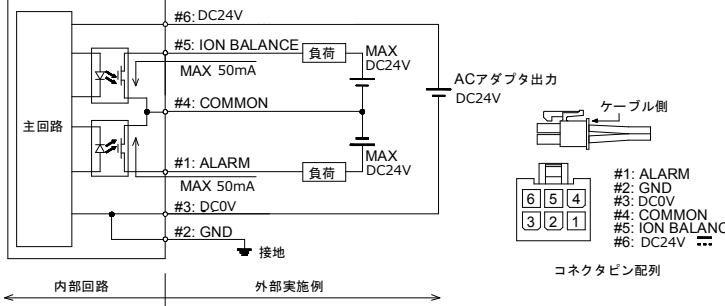 #6: DC24V
#5: ION BALANCE
負荷
MAX
DC24V
MAX 50mA
ACアダプタ出力
DC24V
#4: COMMON
主回路
MAX
DC24V
#1: ALARM
負荷
MAX 50mA
#3: DC0V
#2: GND
接地
内部回路
外部実施例
ケーブル側
6 5 4
3 2 1
#1: ALARM
#2: GND
#3: DC0V
#4: COMMON
#5: ION BALANC
#6: DC24V
コネクタピン配列